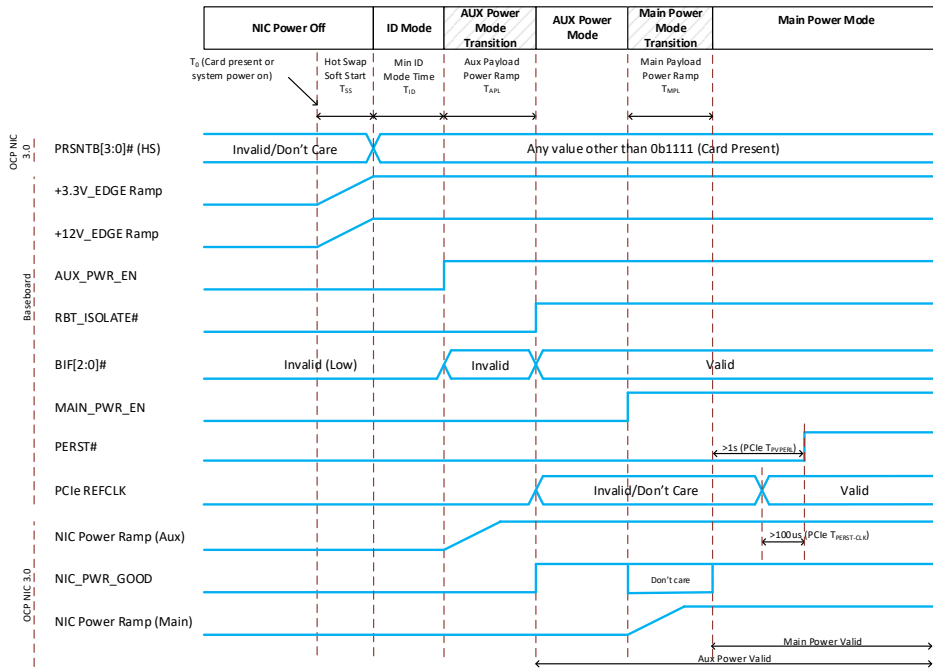 NIC Power Off
ID Mode
AUX Power
Mode
Transition
AUX Power
Mode
Main Power
Mode
Transition
Main Power Mode
T0 (Card present or
system power on)
Hot Swap
Soft Start
TSS
Min ID
Mode Time
TID
Aux Payload
Power Ramp
TAPL
Main Payload
Power Ramp
TMPL
OCP NIC
3.0
PRSNTB[3:0]# (HS)
Invalid/Don't Care
Any value other than 0b1111 (Card Present)
Baseboard
+3.3V_EDGE Ramp
+12V_EDGE Ramp
AUX_PWR_EN
RBT_ISOLATE#
BIF[2:0]#
Invalid (Low)
Invalid
Valid
MAIN_PWR_EN
PERST#
>1s (PCIe TPVPERL)
PCIe REFCLK
Invalid/Don't Care
Valid
OCP NIC 3.0
NIC Power Ramp (Aux)
>100us (PCIe TPERST-CLK)
NIC_PWR_GOOD
Don't care
NIC Power Ramp (Main)
Main Power Valid
Aux Power Valid